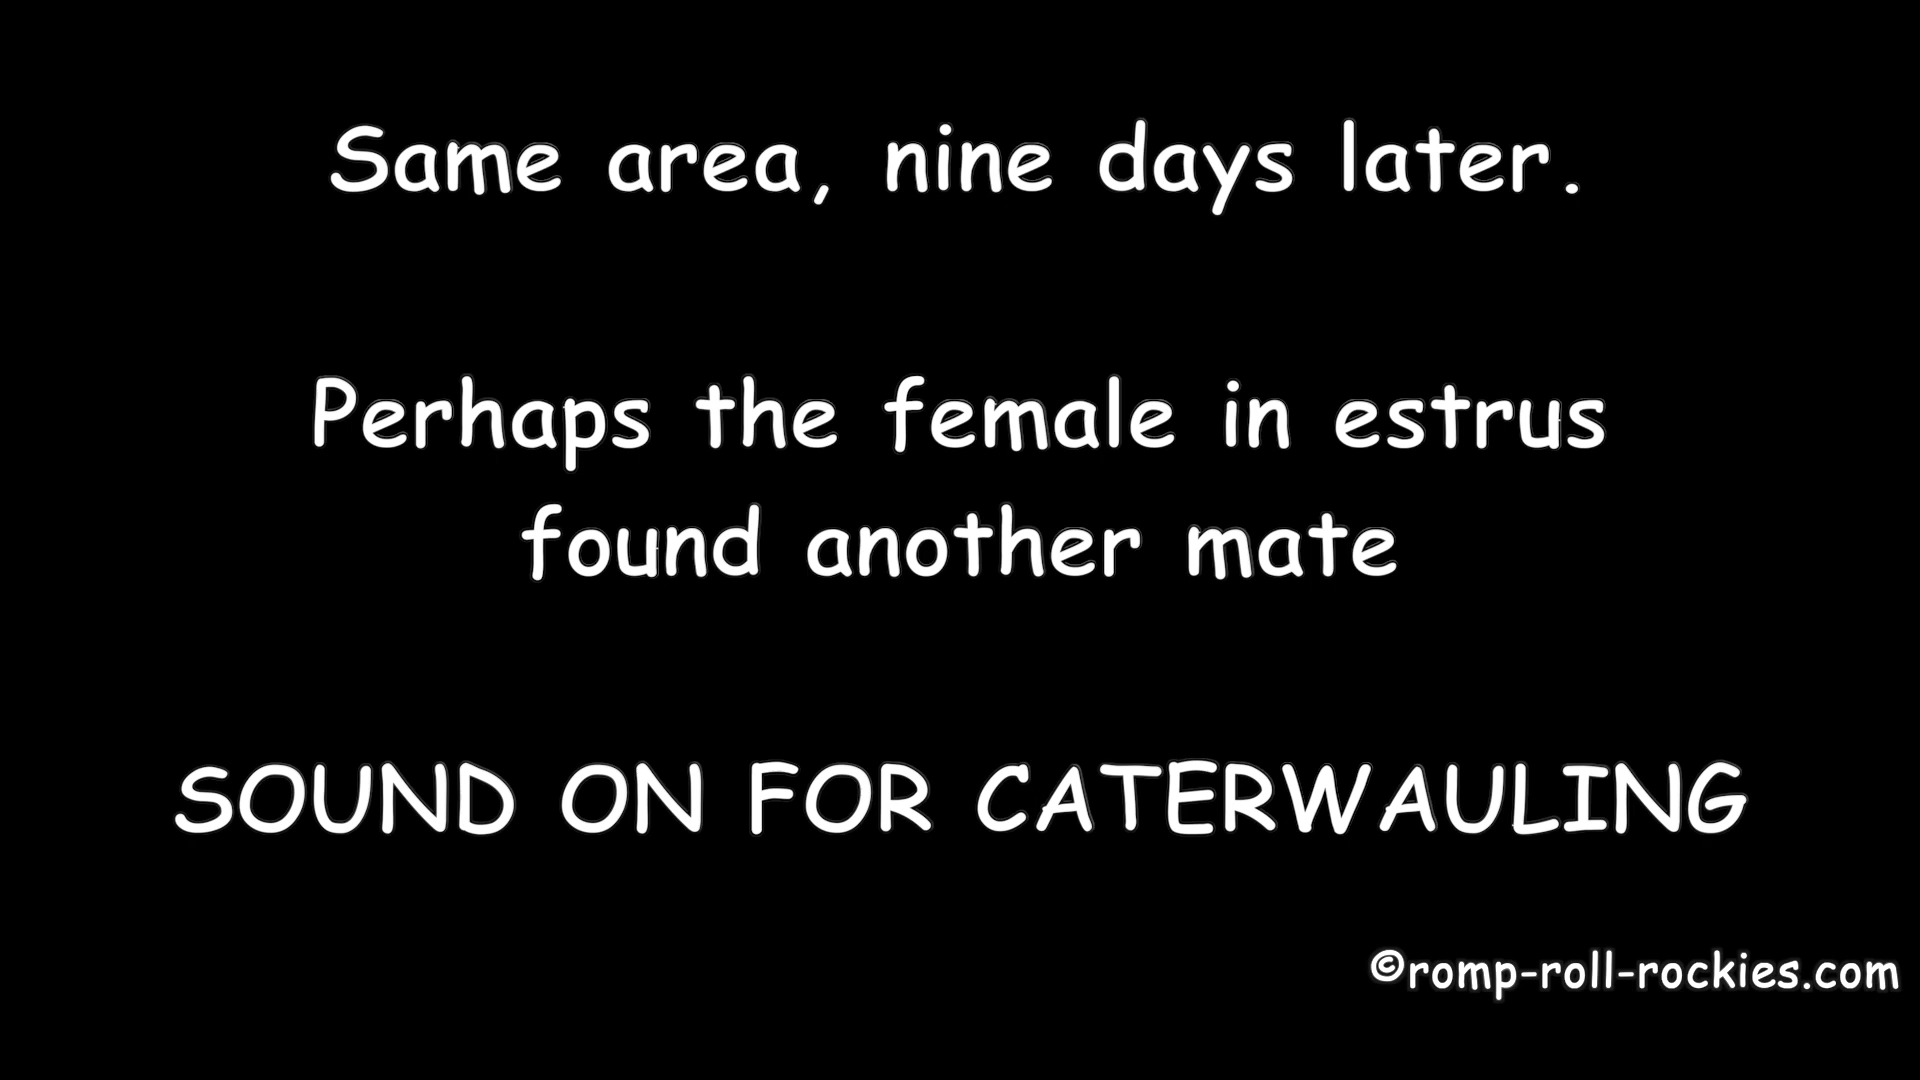 Same area, nine days later.
Perhaps the female in estrus
found another mate
SOUND ON FOR CATERWAULING
©romp-roll-rockies.com